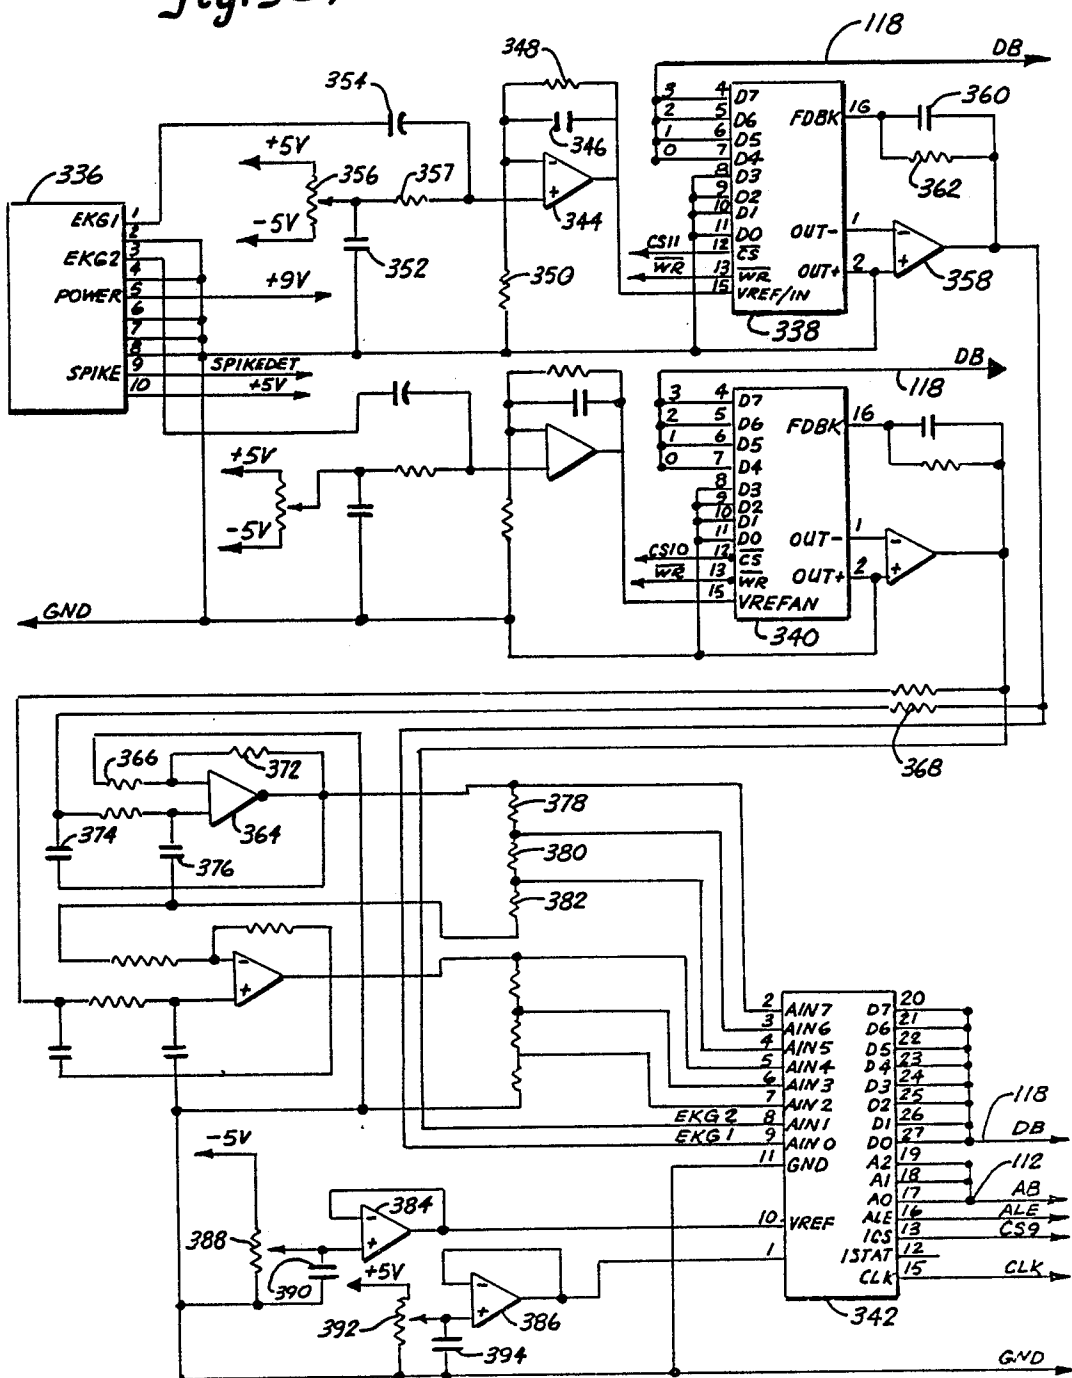 118
DB
348
354
3 4 D7
2 5 D6
1 6 D5
0 7 D4
8 D3
9 D2
10 D1
11 D0
CS11 12 CS
WR 13 WR
15 VREF/IN
FDBK 16
OUT- 1
OUT+ 2
338
360
362
358
+5V
356
357
-5V
346
344
352
350
336
EKG1 1
2
EKG2 3
4
POWER 5 +9V
6
7
8
SPIKE 9 SPIKEDET
10 +5V
DB
118
3 4 D7
2 5 D6
1 6 D5
0 7 D4
8 D3
9 D2
10 D1
11 D0
CS10 12 CS
WR 13 WR
15 VREFAN
FDBK 16
OUT- 1
OUT+ 2
340
+5V
-5V
GND
368
366
372
364
374
376
378
380
382
2 AIN7
3 AIN6
4 AIN5
5 AIN4
6 AIN3
7 AIN2
EKG2 8 AIN1
EKG1 9 AIN0
11 GND
10 VREF
1
D7 20
D6 21
D5 22
D4 23
D3 24
D2 25
D1 26
D0 27
118
DB
A2 19
A1 18
112
A0 17 AB
ALE 16 ALE
ICS 13 CS9
ISTAT 12
CLK 15 CLK
342
-5V
384
388
390
+5V
386
392
394
GND